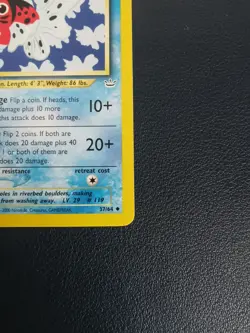 n. Length: 4' 3", Weight: 86 lbs.
ge Flip a coin. If heads, this
damage plus 10 more
this attack does 10 damage.
10+
Flip 2 coins. If both are
does 20 damage plus 40
1 or both of them are
does 20 damage.
20+
resistance retreat cost
oles in riverbed boulders, making
from washing away. LV. 29 #119
57/64